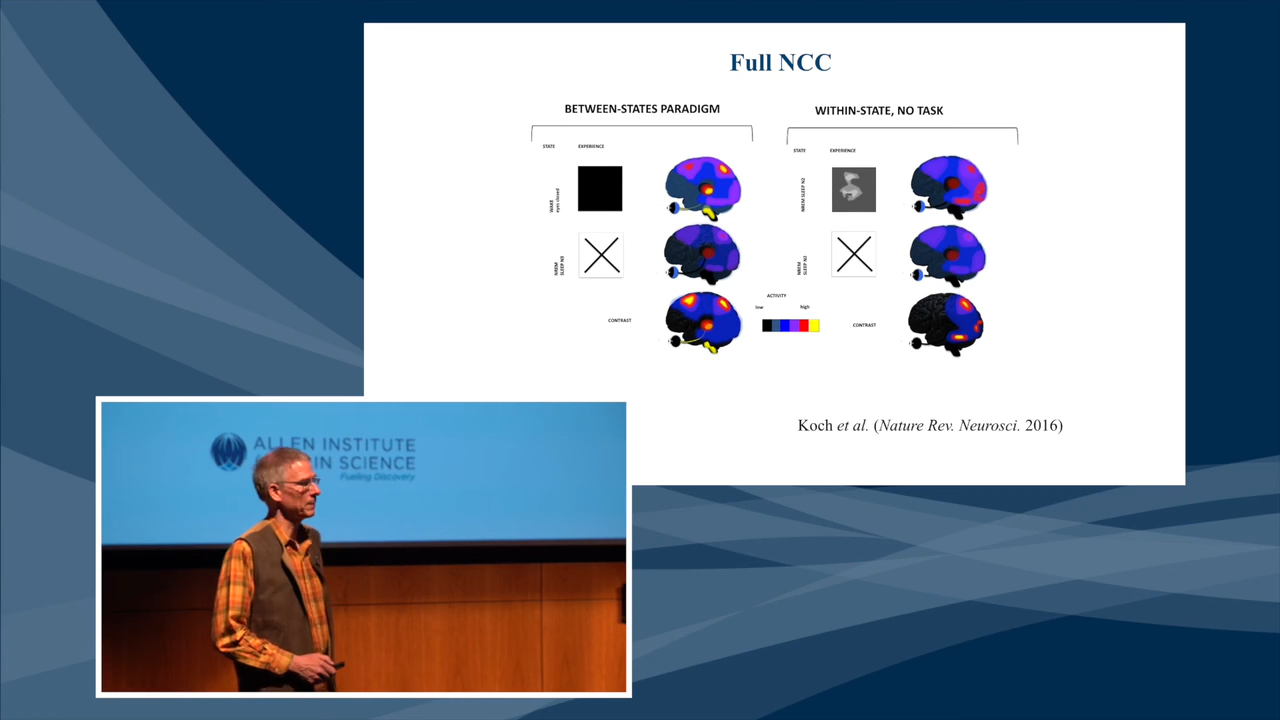 Full NCC
BETWEEN-STATES PARADIGM
WITHIN-STATE, NO TASK
STATE
EXPERIENCE
STATE
EXPERIENCE
WAKE
eyes closed
NREM SLEEP N2
NREM
SLEEP N3
NREM
SLEEP N2
ACTIVITY
low
high
CONTRAST
CONTRAST
Koch et al. (Nature Rev. Neurosci. 2016)
ALLEN INSTITUTE
IN SCIENCE
Fueling Discovery